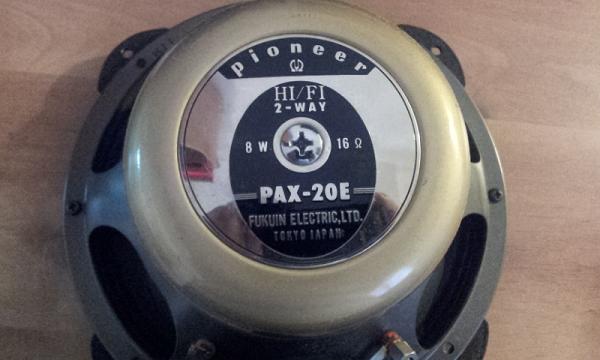 pioneer
HI/FI
2-WAY
8 W 16 Ω
PAX-20E
FUKUIN ELECTRIC,LTD.
TOKYO JAPAN